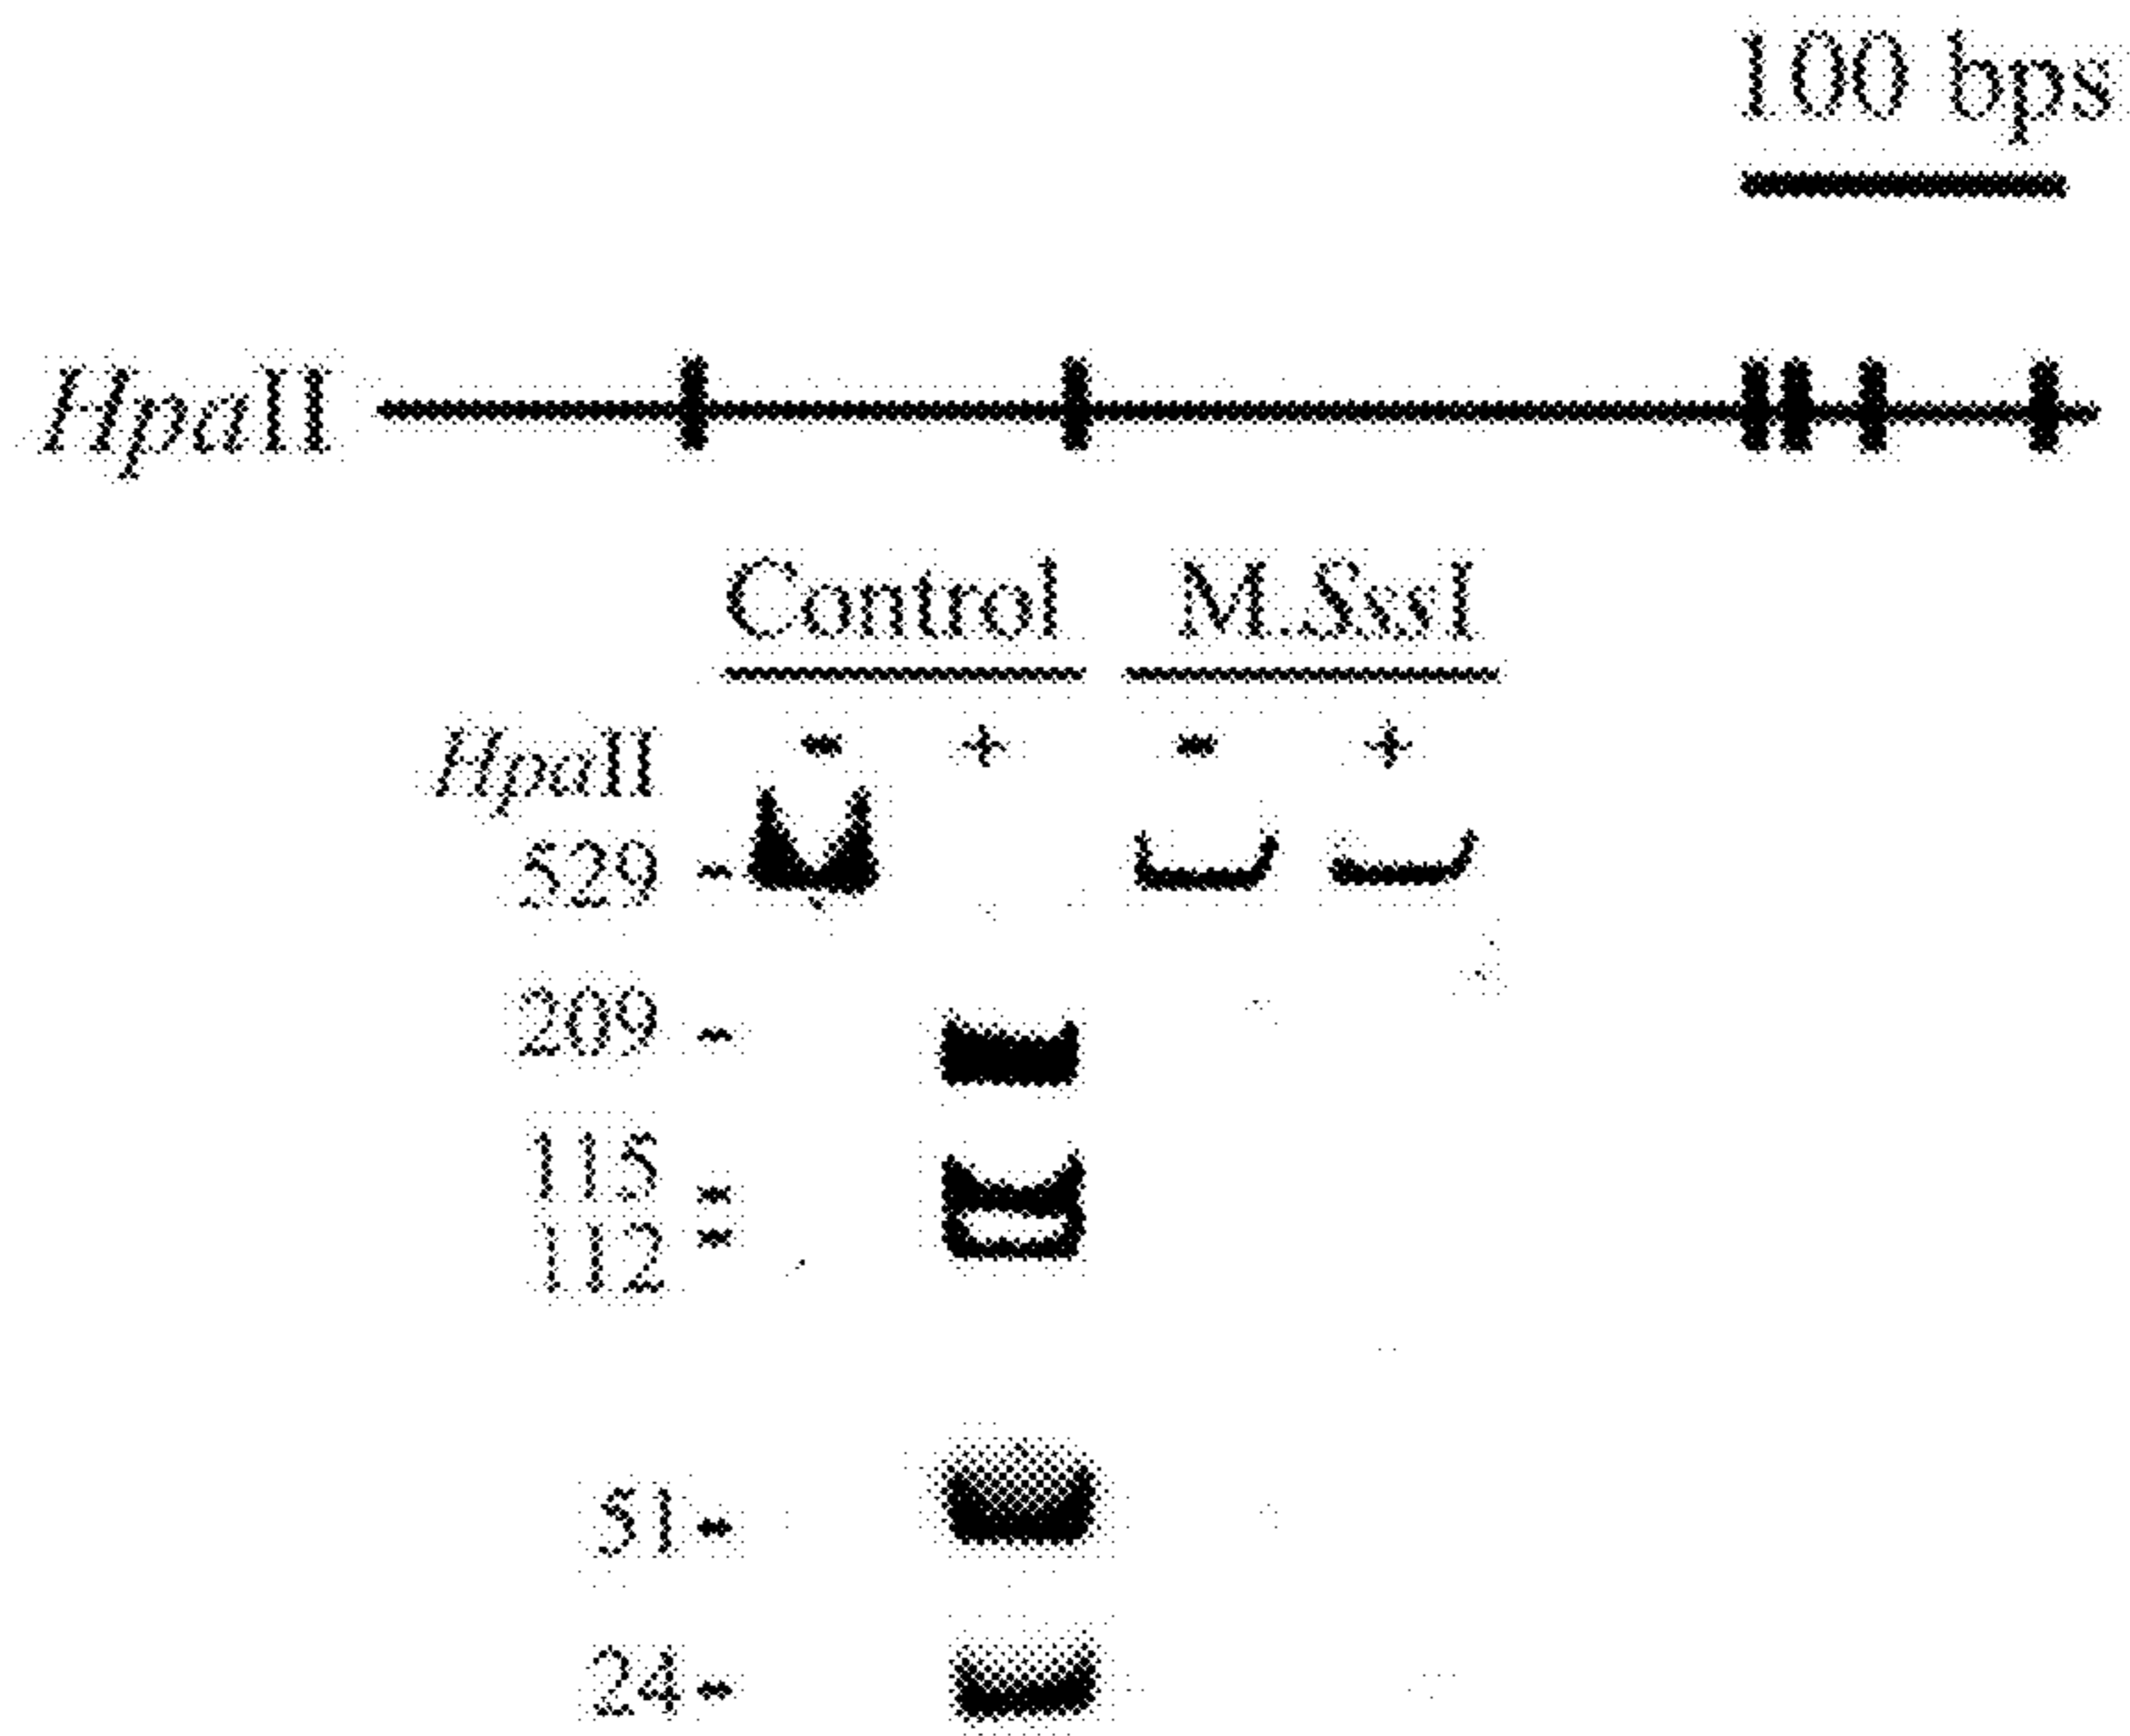 100 bps
HpaII
Control M.SssI
HpaII - + - +
529 -
209 -
115 -
112 -
51 -
24 -